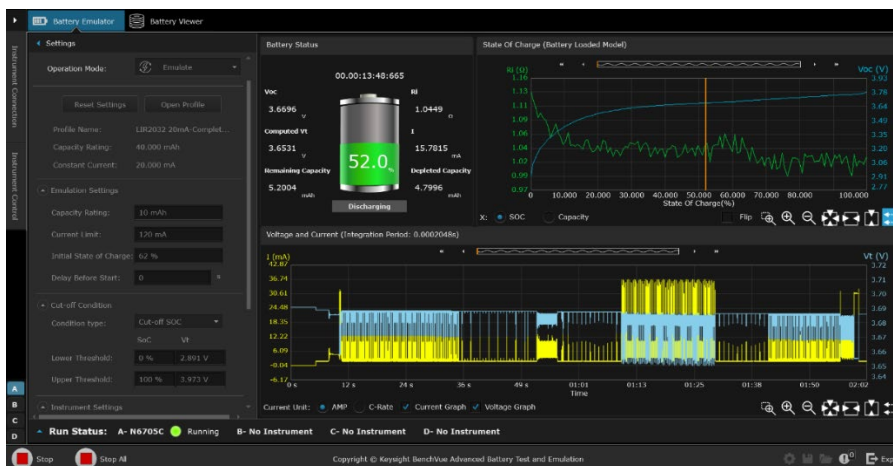 Battery Emulator
Battery Viewer
Instrument Connection
Instrument Control
A
B
C
D
Settings
Operation Mode: Emulate
Reset Settings Open Profile
Profile Name: LIR2032 20mA-Complet...
Capacity Rating: 40.000 mAh
Constant Current: 20.000 mA
Emulation Settings
Capacity Rating: 10 mAh
Current Limit: 120 mA
Initial State of Charge: 62 %
Delay Before Start: 0 s
Cut-off Condition
Condition type: Cut-off SOC
SoC Vt
Lower Threshold: 0 % 2.891 V
Upper Threshold: 100 % 3.973 V
Instrument Settings
Battery Status
00.00:13:48:665
Voc
3.6696 V
Ri
1.0449 Ω
Computed Vt
3.6531 V
I
15.7815 mA
52.0 %
Remaining Capacity
5.2004 mAh
Depleted Capacity
4.7996 mAh
Discharging
State Of Charge (Battery Loaded Model)
Ri (Ω)
Voc (V)
1.16
1.13
1.11
1.09
1.06
1.04
1.02
0.99
0.97
3.92
3.78
3.64
3.49
3.35
3.20
3.06
2.91
2.77
0 10.000 20.000 30.000 40.000 50.000 60.000 70.000 80.000 100.000
State Of Charge(%)
X: SOC Capacity Flip
Voltage and Current (Integration Period: 0.0002048s)
I (mA)
Vt (V)
42.87
36.74
30.61
24.48
18.35
12.22
6.09
-0.04
-6.17
3.72
3.71
3.70
3.69
3.68
3.67
3.66
3.65
3.64
0 s 12 s 24 s 36 s 49 s 01:01 01:13 01:25 01:38 01:50 02:02
Time
Current Unit: AMP C-Rate Current Graph Voltage Graph
Run Status: A- N6705C Running B- No Instrument C- No Instrument D- No Instrument
Stop Stop All Copyright © Keysight BenchVue Advanced Battery Test and Emulation Exp